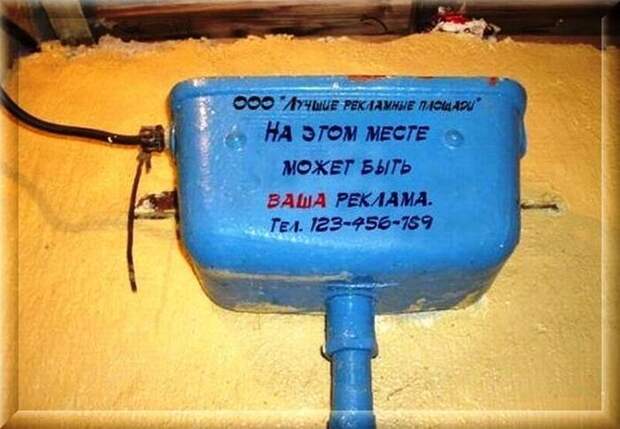 ООО "Лучшие рекламные площади"
На этом месте
может быть
ваша реклама.
Тел. 123-456-789